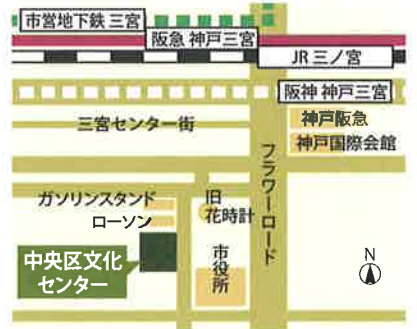 市営地下鉄 三宮
阪急 神戸三宮
JR 三ノ宮
阪神 神戸三宮
三宮センター街
神戸阪急
神戸国際会館
フラワーロード
ガソリンスタンド
ローソン
旧
花時計
中央区文化
センター
市役所
N